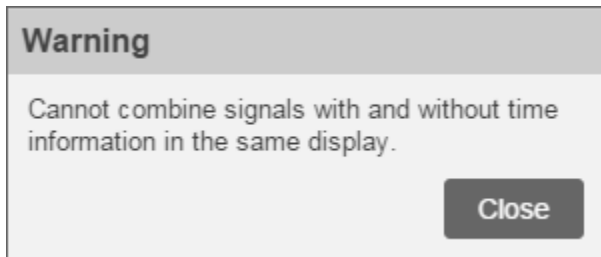 Warning
Cannot combine signals with and without time
information in the same display.
Close